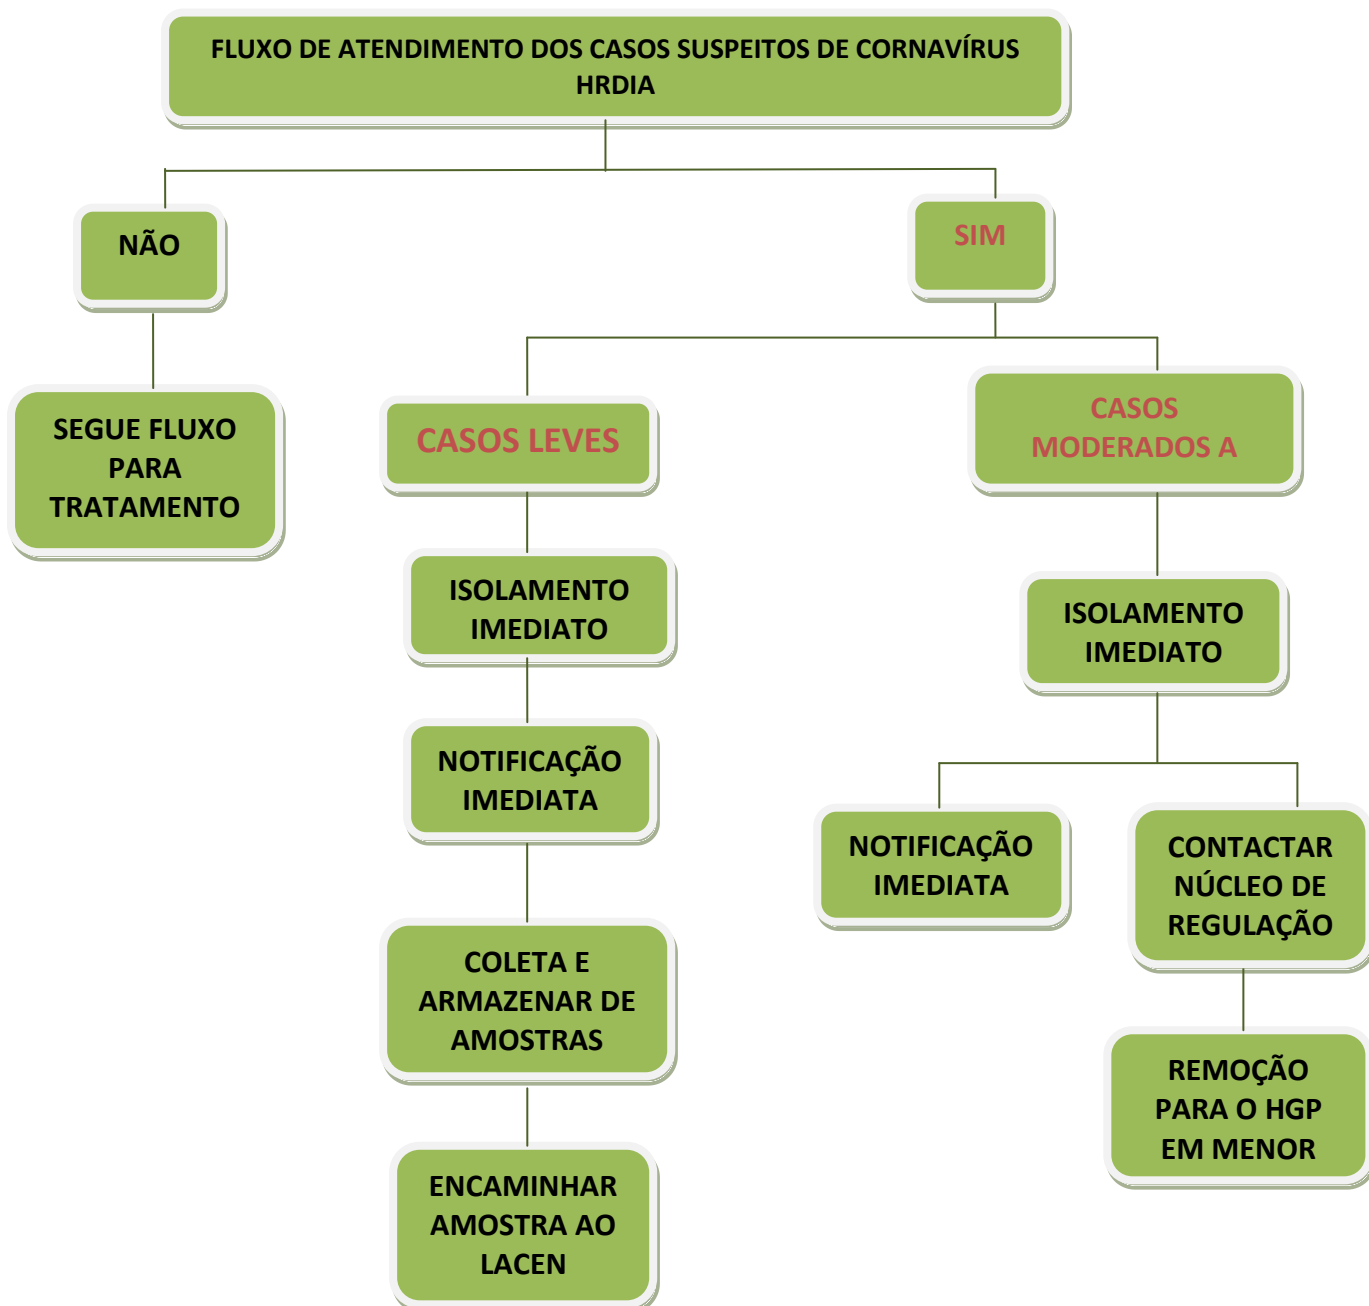 FLUXO DE ATENDIMENTO DOS CASOS SUSPEITOS DE CORNAVÍRUS
HRDIA
NÃO
SIM
SEGUE FLUXO
PARA
TRATAMENTO
CASOS LEVES
CASOS
MODERADOS A
ISOLAMENTO
IMEDIATO
ISOLAMENTO
IMEDIATO
NOTIFICAÇÃO
IMEDIATA
NOTIFICAÇÃO
IMEDIATA
CONTACTAR
NÚCLEO DE
REGULAÇÃO
COLETA E
ARMAZENAR DE
AMOSTRAS
REMOÇÃO
PARA O HGP
EM MENOR
ENCAMINHAR
AMOSTRA AO
LACEN